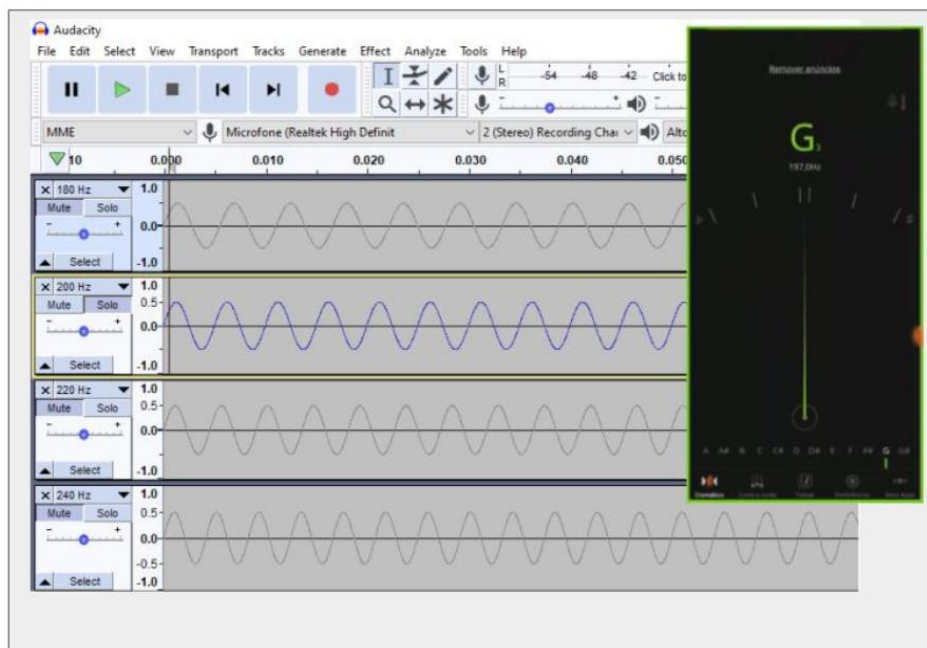 Audacity
File Edit Select View Transport Tracks Generate Effect Analyze Tools Help
L
R
-54 -48 -42 Click to
MME
Microfone (Realtek High Definit
2 (Stereo) Recording Chai
Alto
10 0.000 0.010 0.020 0.030 0.040 0.050
× 180 Hz
Mute Solo
- +
Select
1.0
0.0
-1.0
× 200 Hz
Mute Solo
- +
Select
1.0
0.5
0.0
-1.0
× 220 Hz
Mute Solo
- +
Select
1.0
0.5
0.0
-1.0
× 240 Hz
Mute Solo
- +
Select
1.0
0.5
0.0
-0.5
-1.0
Remover anúncios
G3
197,0Hz
A A# B C C# D D# E F F# G G#
Cromático